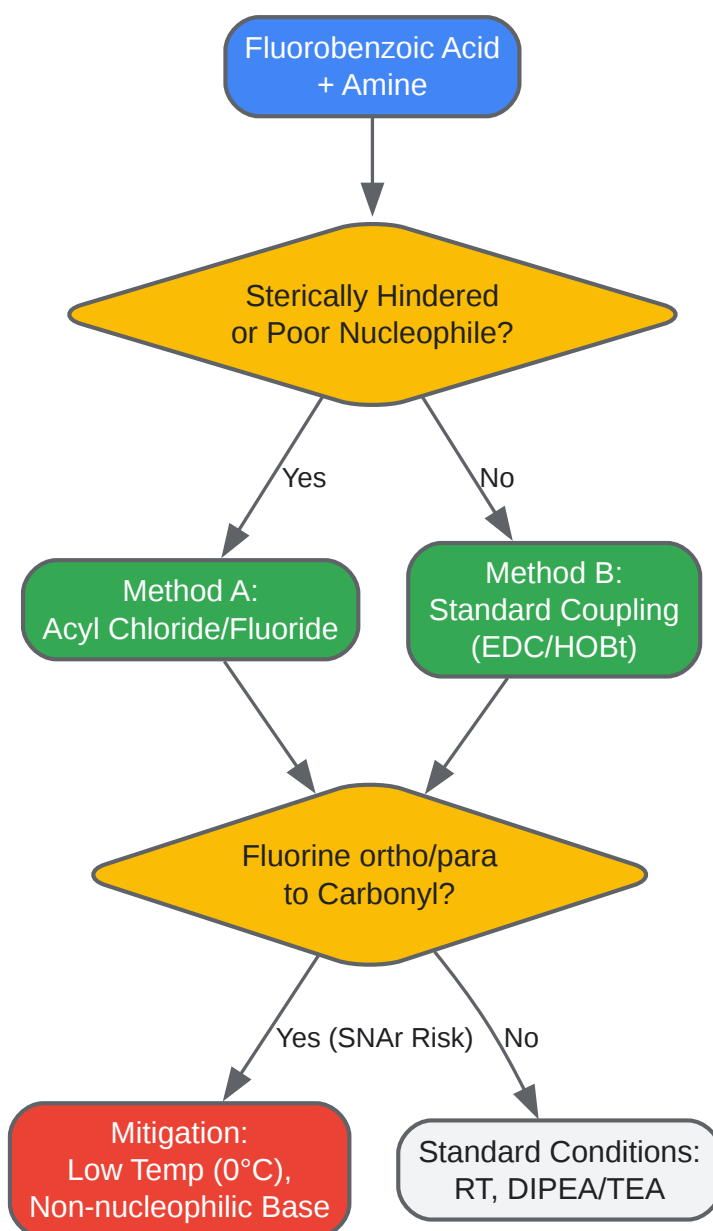 Fluorobenzoic Acid
+ Amine
Sterically Hindered
or Poor Nucleophile?
Yes
No
Method A:
Acyl Chloride/Fluoride
Method B:
Standard Coupling
(EDC/HOBt)
Fluorine ortho/para
to Carbonyl?
Yes (SNAr Risk)
No
Mitigation:
Low Temp (0°C),
Non-nucleophilic Base
Standard Conditions:
RT, DIPEA/TEA